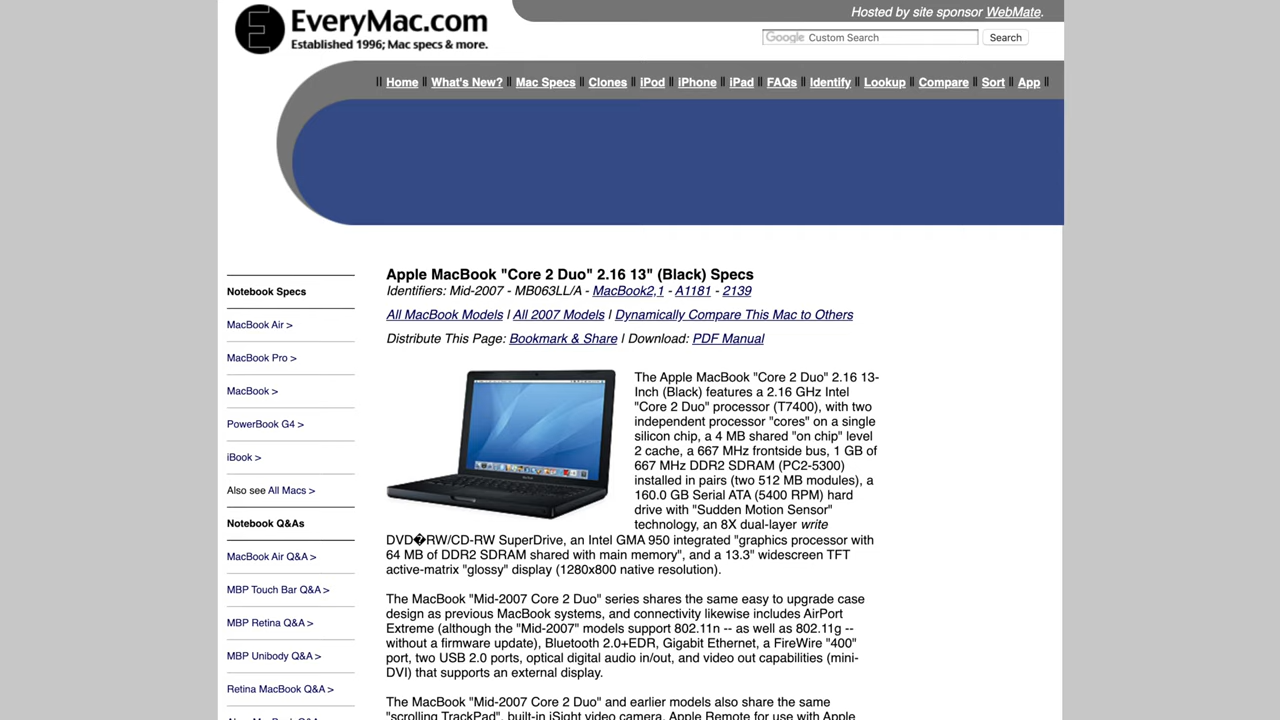 EveryMac.com
Established 1996; Mac specs & more.
Hosted by site sponsor WebMate.
Google Custom Search
Search
|| Home || What's New? || Mac Specs || Clones || iPod || iPhone || iPad || FAQs || Identify || Lookup || Compare || Sort || App ||
Notebook Specs
MacBook Air >
MacBook Pro >
MacBook >
PowerBook G4 >
iBook >
Also see All Macs >
Notebook Q&As
MacBook Air Q&A >
MBP Touch Bar Q&A >
MBP Retina Q&A >
MBP Unibody Q&A >
Retina MacBook Q&A >
Apple MacBook "Core 2 Duo" 2.16 13" (Black) Specs
Identifiers: Mid-2007 - MB063LL/A - MacBook2,1 - A1181 - 2139
All MacBook Models | All 2007 Models | Dynamically Compare This Mac to Others
Distribute This Page: Bookmark & Share | Download: PDF Manual
The Apple MacBook "Core 2 Duo" 2.16 13-
Inch (Black) features a 2.16 GHz Intel
"Core 2 Duo" processor (T7400), with two
independent processor "cores" on a single
silicon chip, a 4 MB shared "on chip" level
2 cache, a 667 MHz frontside bus, 1 GB of
667 MHz DDR2 SDRAM (PC2-5300)
installed in pairs (two 512 MB modules), a
160.0 GB Serial ATA (5400 RPM) hard
drive with "Sudden Motion Sensor"
technology, an 8X dual-layer write
DVD�RW/CD-RW SuperDrive, an Intel GMA 950 integrated "graphics processor with
64 MB of DDR2 SDRAM shared with main memory", and a 13.3" widescreen TFT
active-matrix "glossy" display (1280x800 native resolution).
The MacBook "Mid-2007 Core 2 Duo" series shares the same easy to upgrade case
design as previous MacBook systems, and connectivity likewise includes AirPort
Extreme (although the "Mid-2007" models support 802.11n -- as well as 802.11g --
without a firmware update), Bluetooth 2.0+EDR, Gigabit Ethernet, a FireWire "400"
port, two USB 2.0 ports, optical digital audio in/out, and video out capabilities (mini-
DVI) that supports an external display.
The MacBook "Mid-2007 Core 2 Duo" and earlier models also share the same
"scrolling TrackPad", built-in iSight video camera, Apple Remote for use with Apple